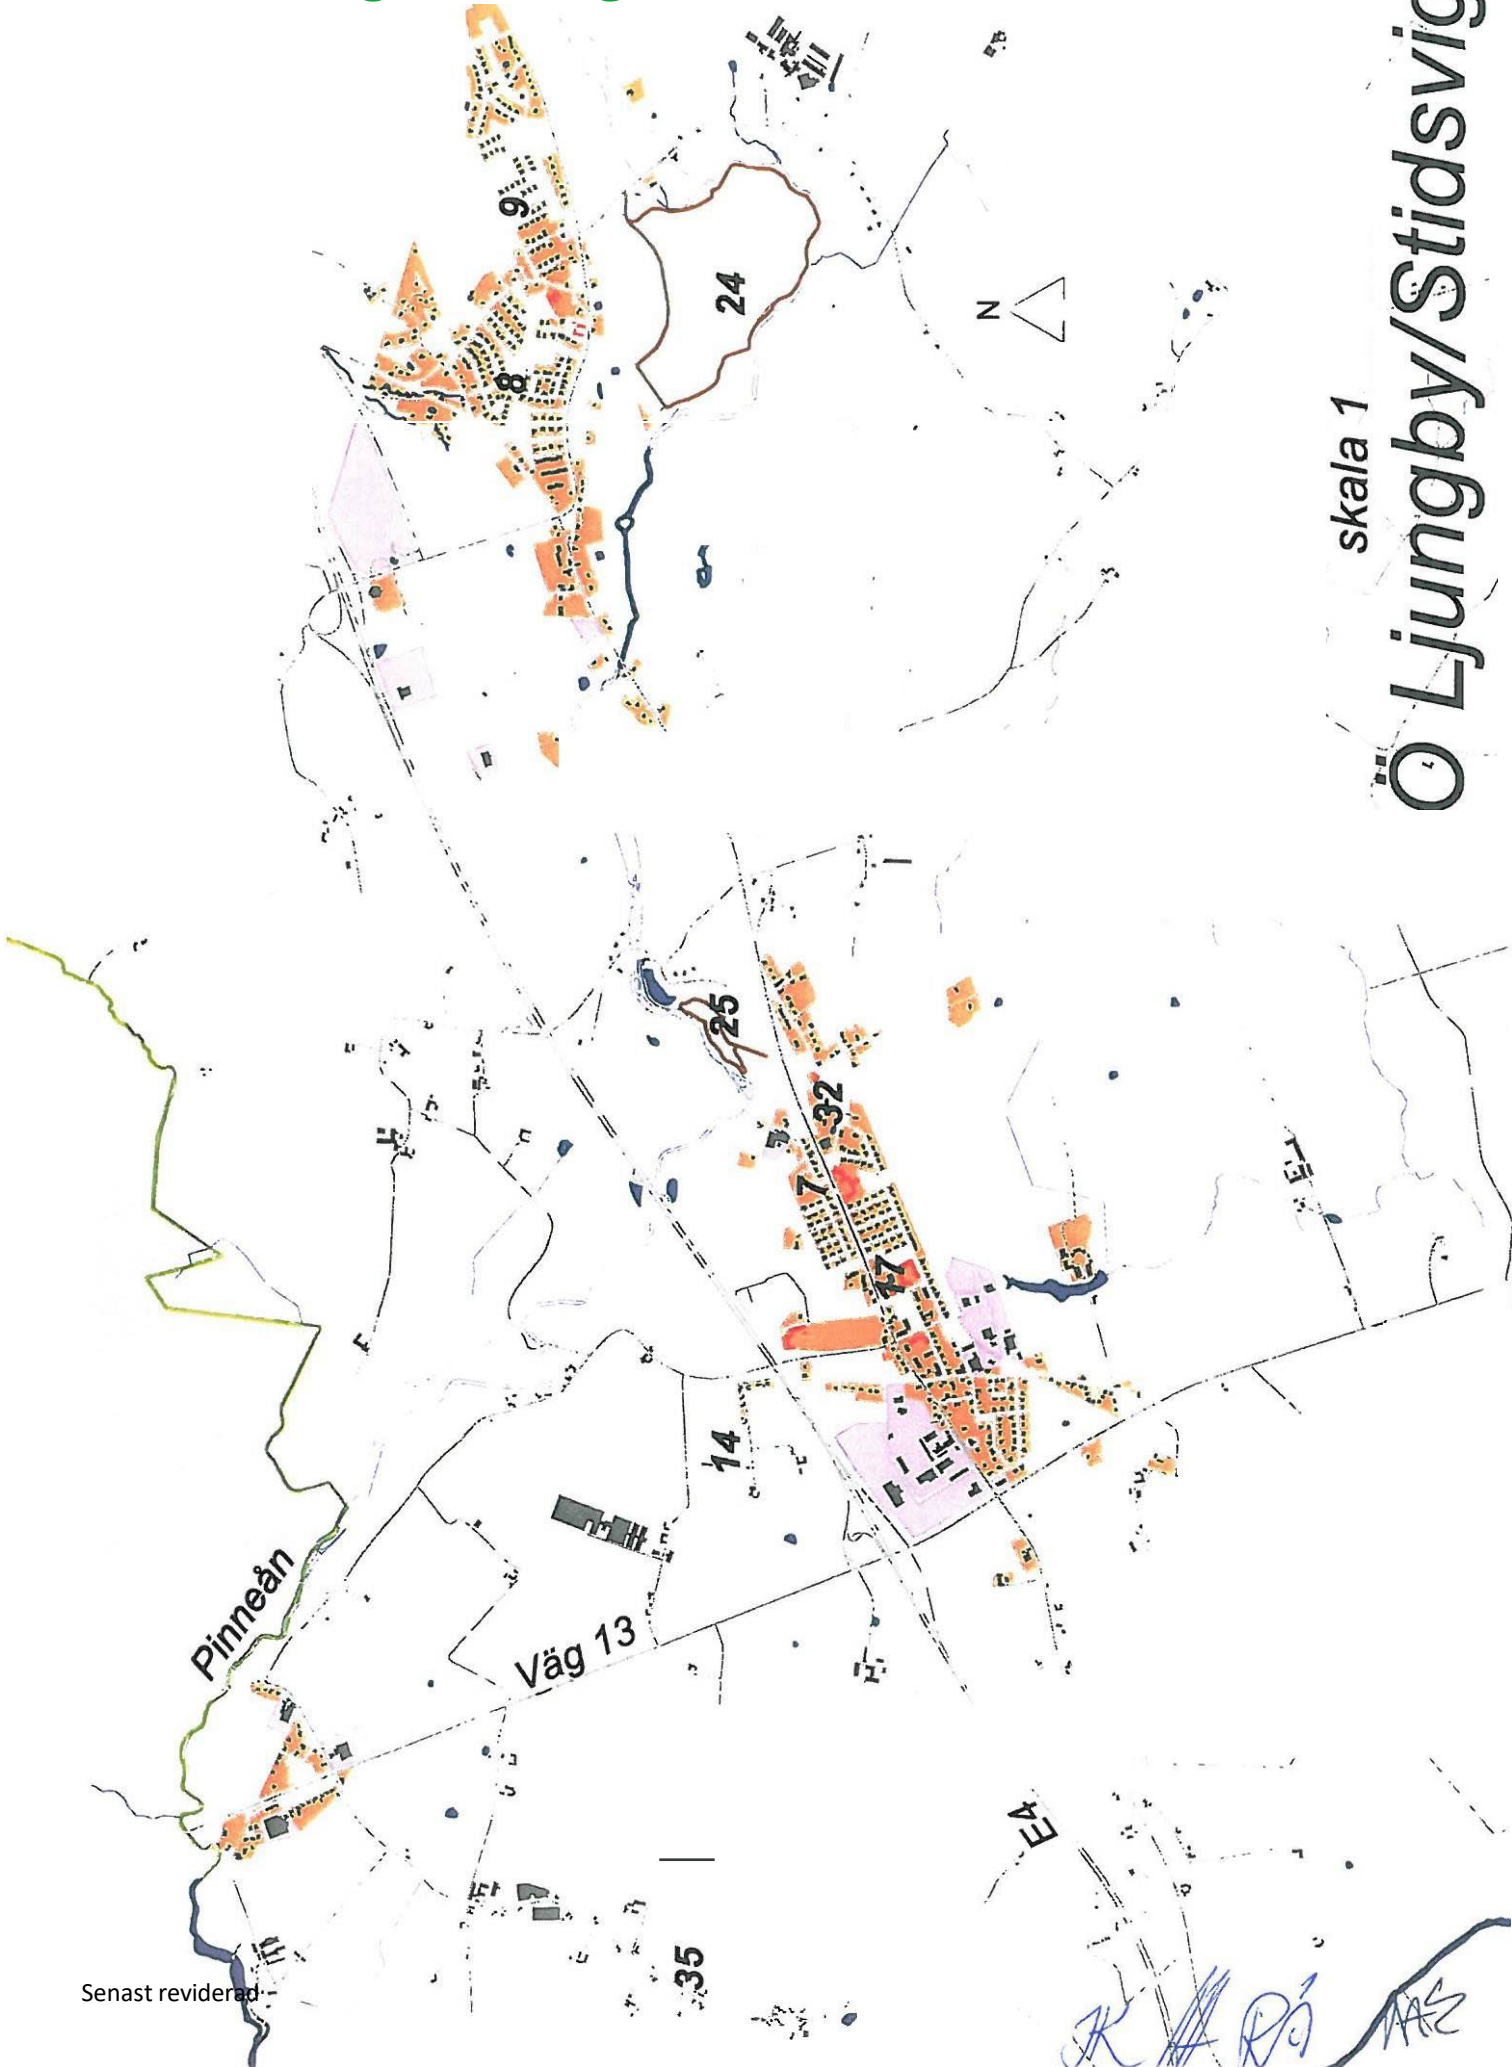 9
8
24
N
skala 1
Ö Ljungby/Stidsvig
25
32
7
17
14
Pinneån
Väg 13
E4
35
Senast reviderad